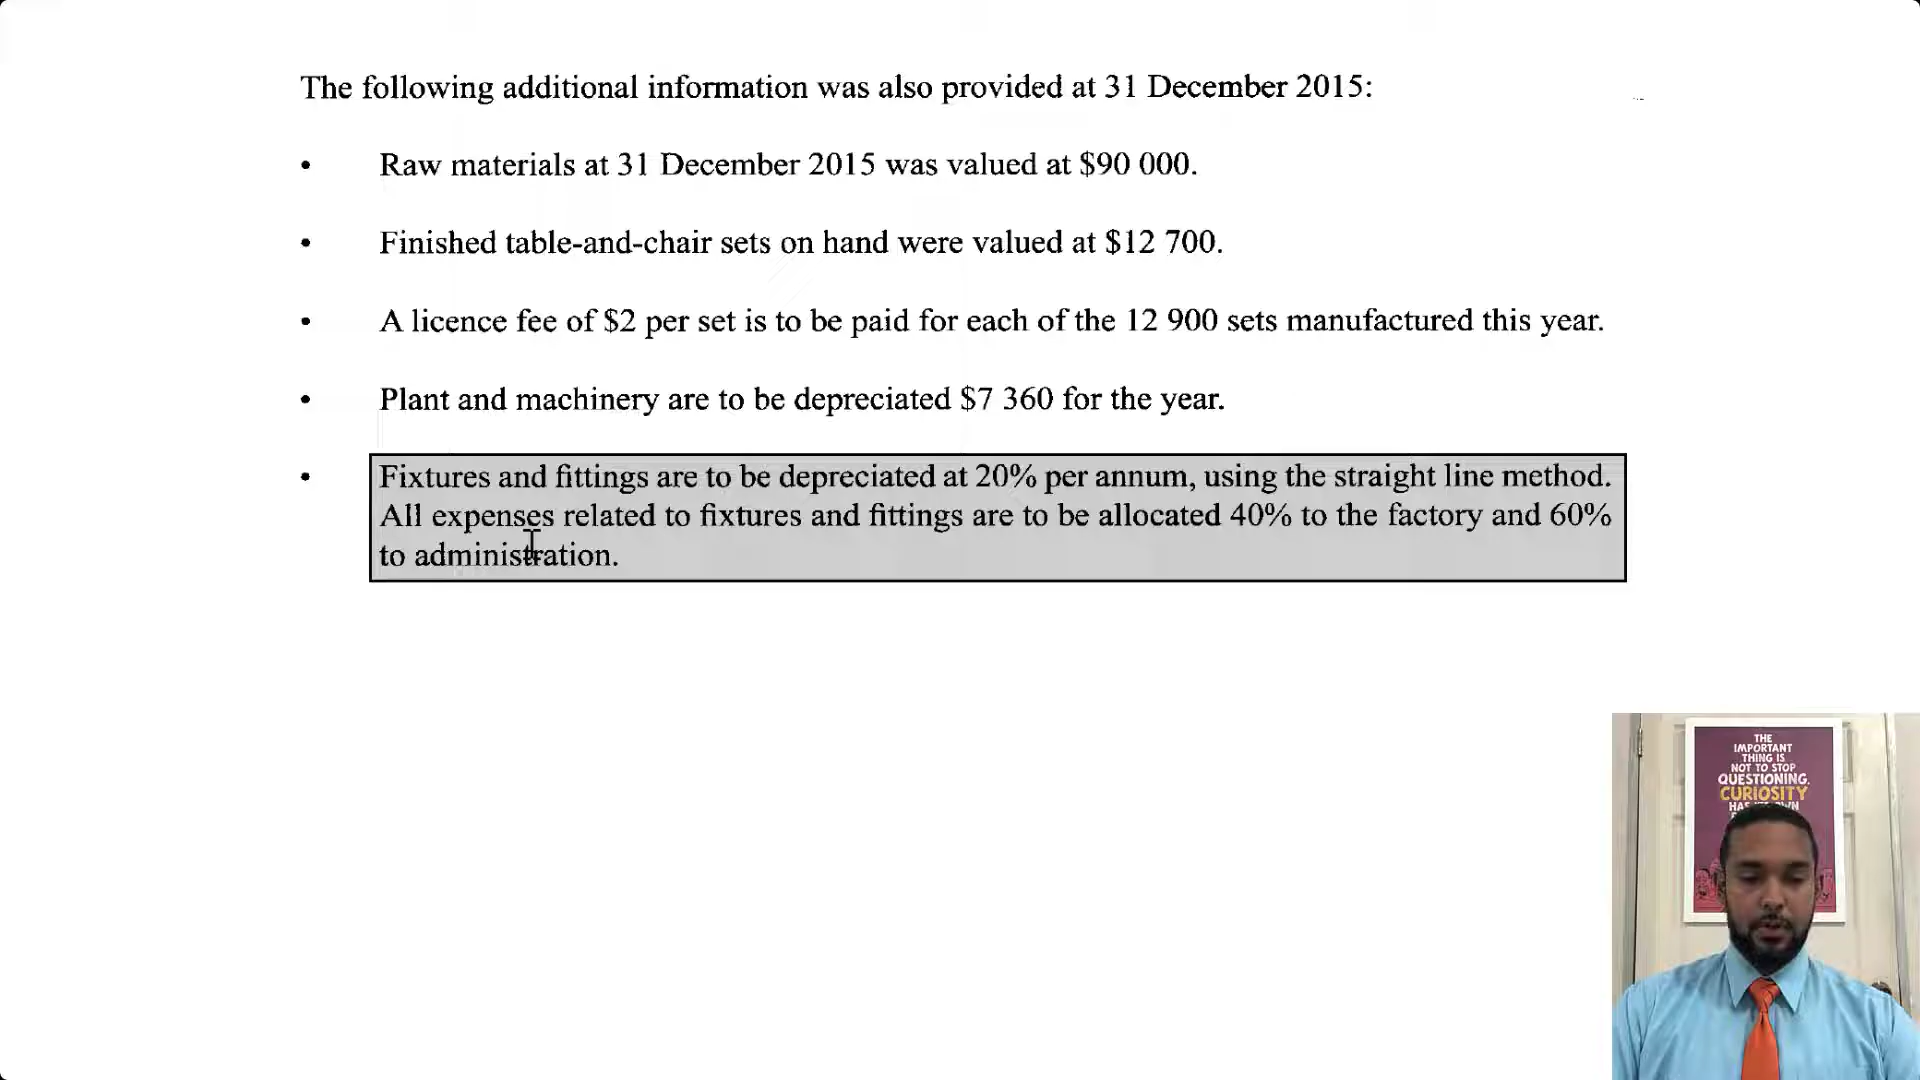 The following additional information was also provided at 31 December 2015:
• Raw materials at 31 December 2015 was valued at $90 000.
• Finished table-and-chair sets on hand were valued at $12 700.
• A licence fee of $2 per set is to be paid for each of the 12 900 sets manufactured this year.
• Plant and machinery are to be depreciated $7 360 for the year.
• Fixtures and fittings are to be depreciated at 20% per annum, using the straight line method.
All expenses related to fixtures and fittings are to be allocated 40% to the factory and 60%
to administration.
THE
IMPORTANT
THING IS
NOT TO STOP
QUESTIONING.
CURIOSITY
HAS